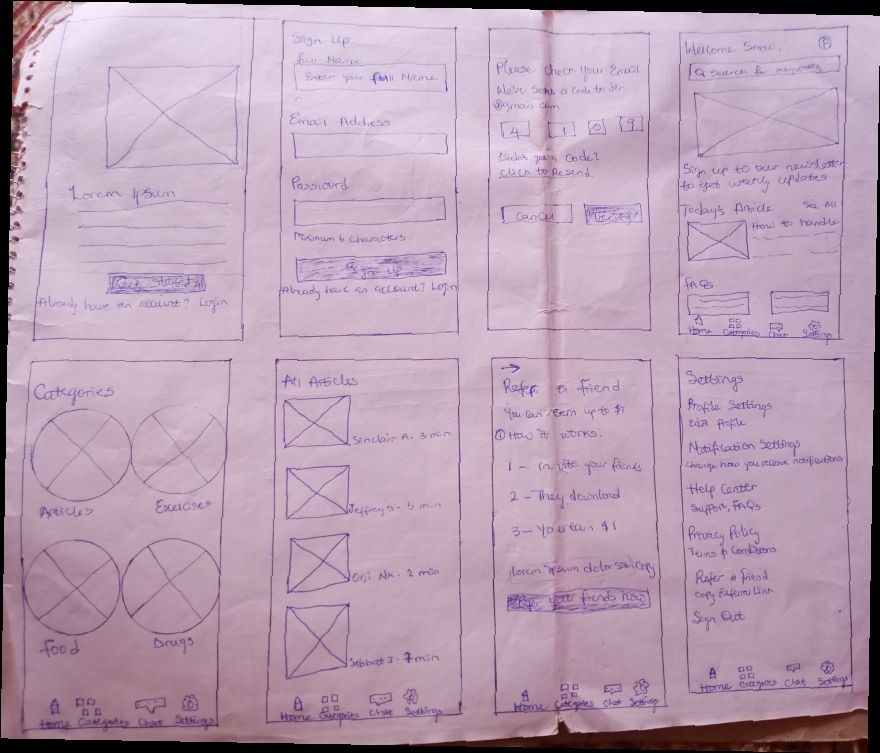 Lorem Ipsum
Get Started
Already have an account? Login
Sign Up
Full Name
Enter your Full Name
Email Address
Password
Minimum 6 characters
Sign up
Already have an account? Login
Please check your Email
We've a code to
@gmail.com
4 1 0 9
Didn't a Code?
click to Resend
Cancel
Verify
Welcome Snow,
Search for keywords
Sign up to our newsletter
to get weekly updates
Today's Article See All
How to handle
FAQs
Home Categories Chat Settings
Categories
Articles Exercises
Food Drugs
Home Categories Chat Settings
All Articles
Sinclair A. 3 min
Jeffrey S - 5 min
Orji Nk. 2 min
J. 7 min
Home Categories Chat Settings
Refer a friend
You can earn up to $1
How it works:
1 - Invite your friends
2 - They download
3 - You earn $1
Lorem ipsum dolor sit copy
Refer your friends now
Home Categories Chat Settings
Settings
Profile Settings
Edit Profile
Notification Settings
Change how you receive notifications
Help Center
Support, FAQs
Privacy Policy
Terms & Conditions
Refer a friend
Copy Referral Link
Sign Out
Home Categories Chat Settings